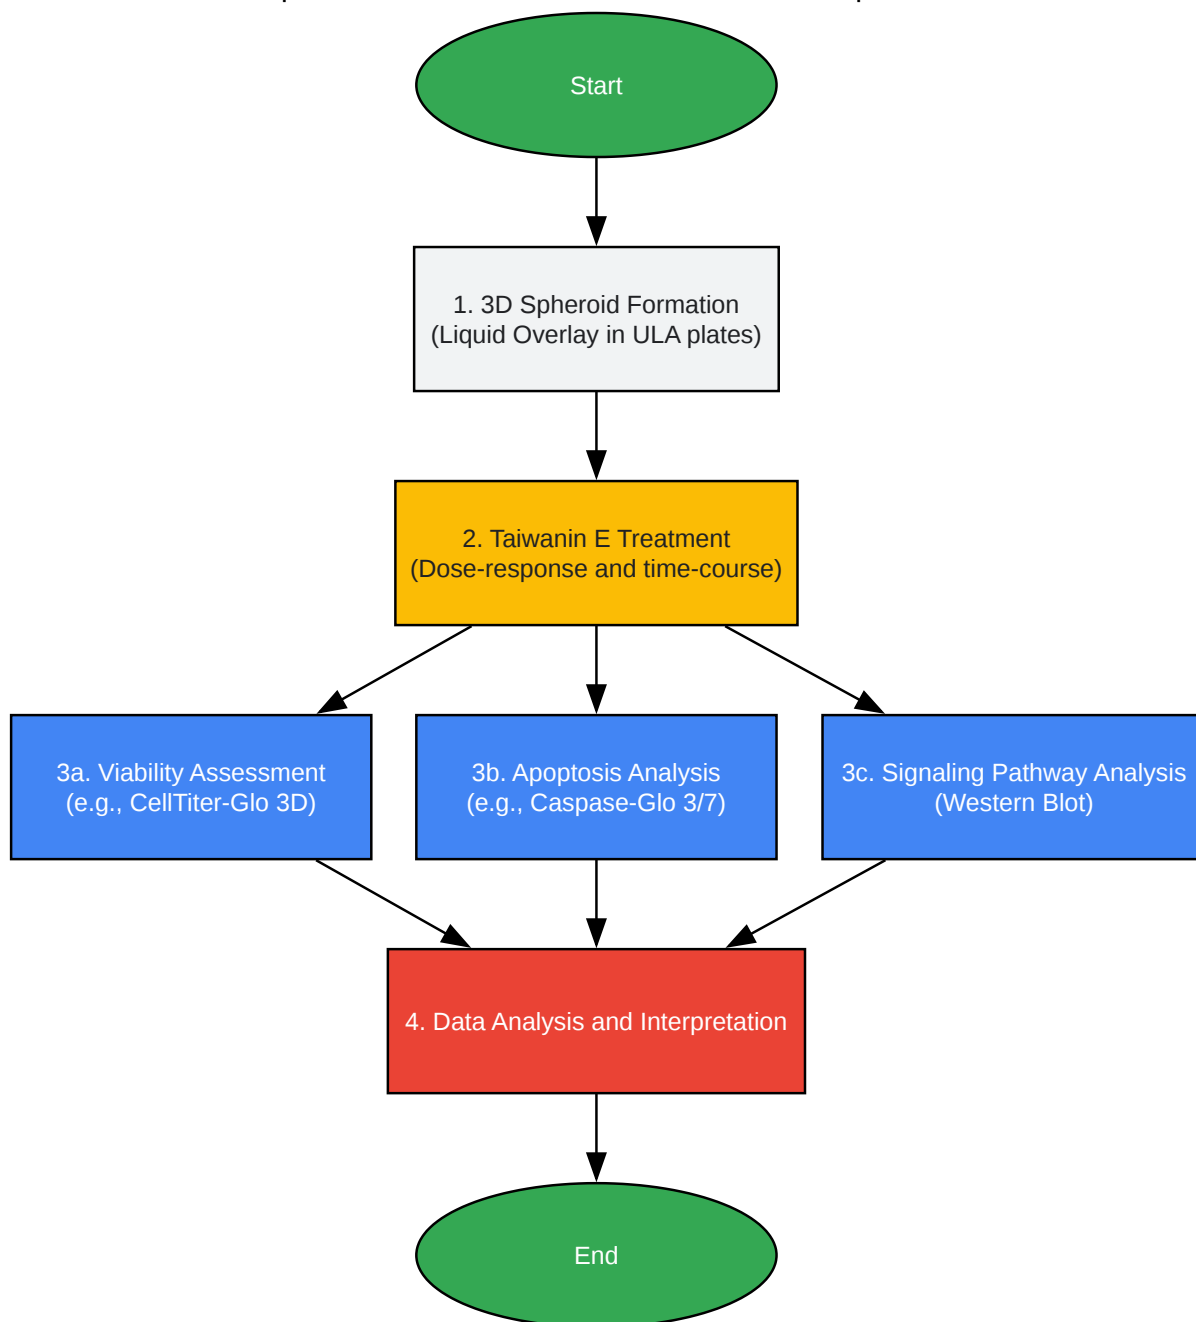 Start
1. 3D Spheroid Formation
(Liquid Overlay in ULA plates)
2. Taiwanin E Treatment
(Dose-response and time-course)
3a. Viability Assessment
(e.g., CellTiter-Glo 3D)
3b. Apoptosis Analysis
(e.g., Caspase-Glo 3/7)
3c. Signaling Pathway Analysis
(Western Blot)
4. Data Analysis and Interpretation
End